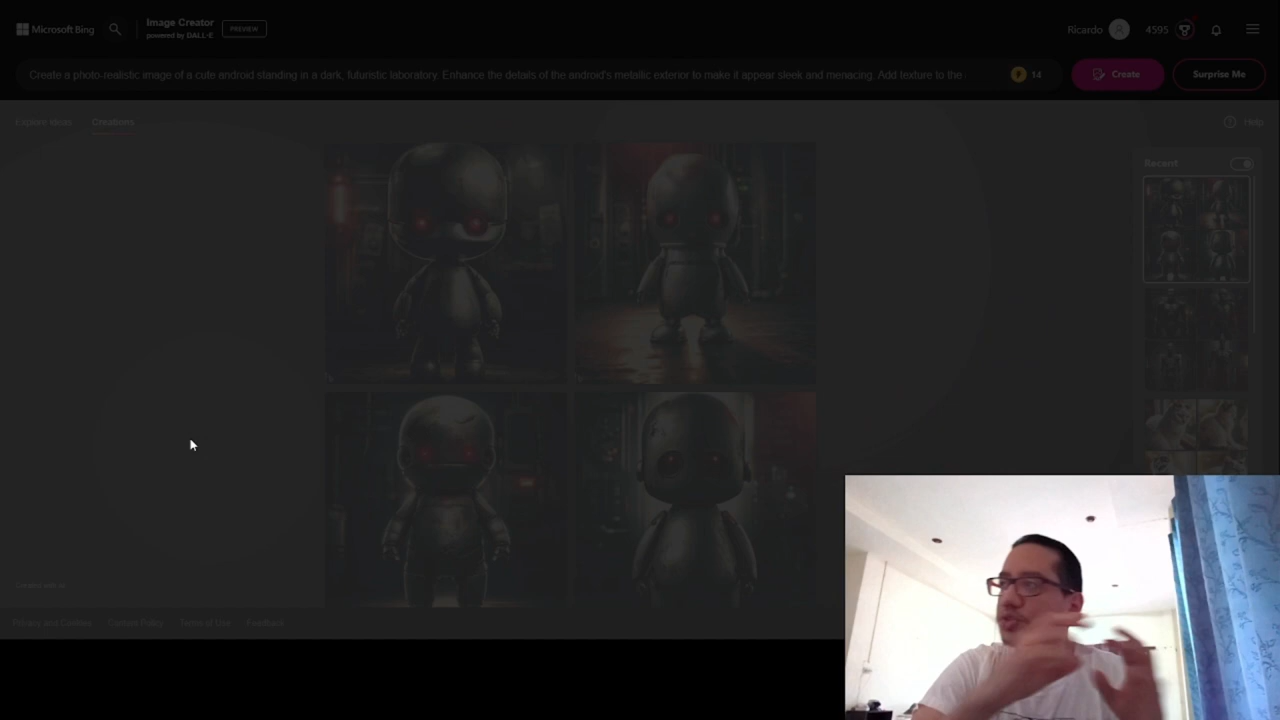 Microsoft Bing
Image Creator
powered by DALL·E
PREVIEW
Ricardo
4595
Create a photo-realistic image of a cute android standing in a dark, futuristic laboratory. Enhance the details of the android's metallic exterior to make it appear sleek and menacing. Add texture to the
14
Create
Surprise Me
Explore ideas
Creations
Help
Recent
Privacy and Cookies
Content Policy
Terms of Use
Feedback